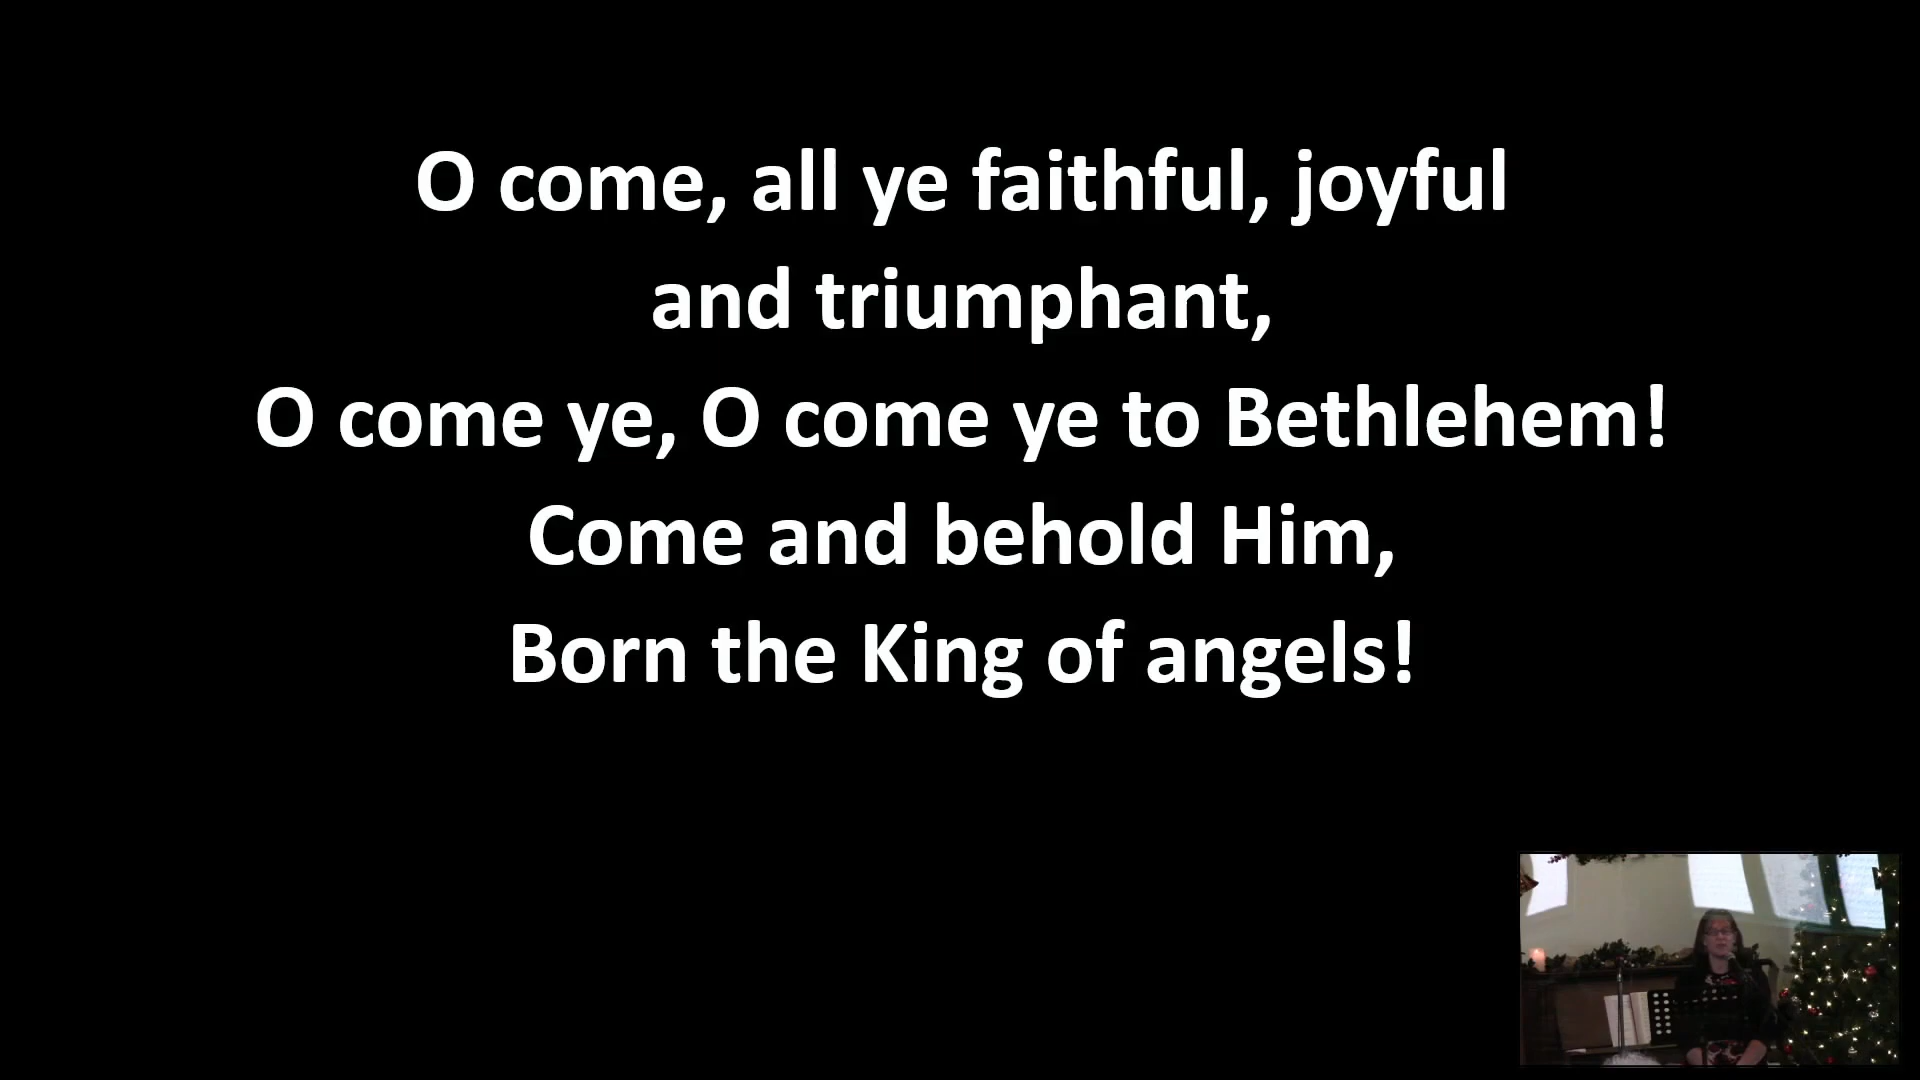 O come, all ye faithful, joyful
and triumphant,
O come ye, O come ye to Bethlehem!
Come and behold Him,
Born the King of angels!